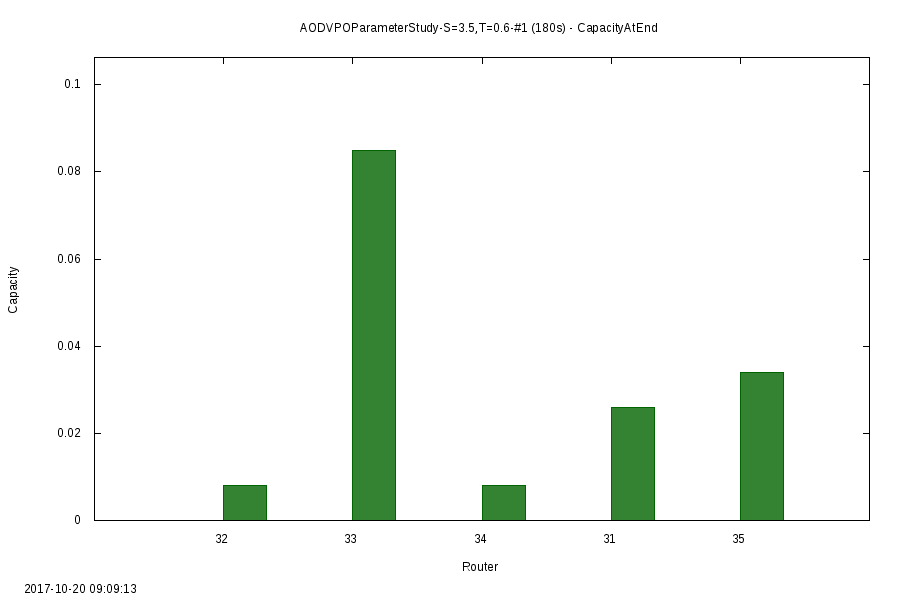 AODVPOParameterStudy-S=3.5,T=0.6-#1 (180s) - CapacityAtEnd
0.1
0.08
0.06
0.04
0.02
0
Capacity
32 33 34 31 35
Router
2017-10-20 09:09:13